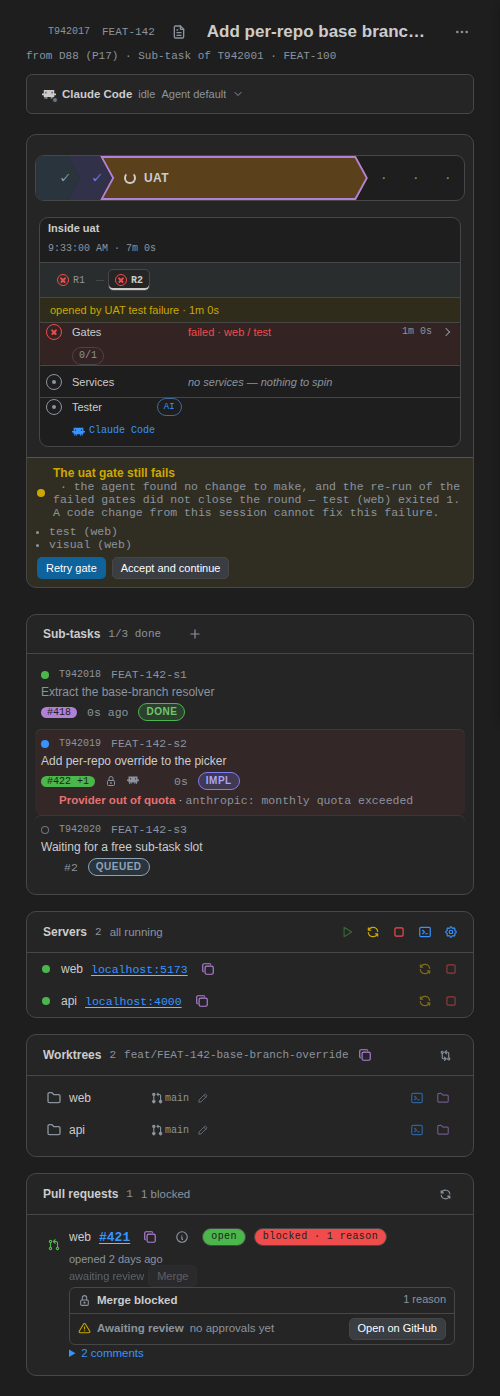 T942017 FEAT-142 Add per-repo base branc… ···
from D88 (P17) · Sub-task of T942001 · FEAT-100
Claude Code idle Agent default
✓ ✓ UAT · · ·
Inside uat
9:33:00 AM · 7m 0s
R1 — R2
opened by UAT test failure · 1m 0s
Gates failed · web / test 1m 0s
0/1
Services no services — nothing to spin
Tester AI
Claude Code
The uat gate still fails
· the agent found no change to make, and the re-run of the
failed gates did not close the round — test (web) exited 1.
A code change from this session cannot fix this failure.
• test (web)
• visual (web)
Retry gate Accept and continue
Sub-tasks 1/3 done +
T942018 FEAT-142-s1
Extract the base-branch resolver
#418 0s ago DONE
T942019 FEAT-142-s2
Add per-repo override to the picker
#422 +1 0s IMPL
Provider out of quota · anthropic: monthly quota exceeded
T942020 FEAT-142-s3
Waiting for a free sub-task slot
#2 QUEUED
Servers 2 all running
web localhost:5173
api localhost:4000
Worktrees 2 feat/FEAT-142-base-branch-override
web main
api main
Pull requests 1 1 blocked
web #421 open blocked · 1 reason
opened 2 days ago
awaiting review Merge
Merge blocked 1 reason
Awaiting review no approvals yet Open on GitHub
2 comments